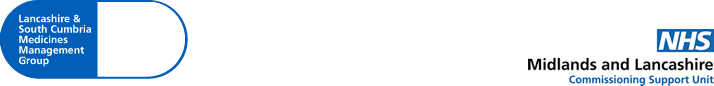 Lancashire &
South Cumbria
Medicines
Management
Group
NHS
Midlands and Lancashire
Commissioning Support Unit